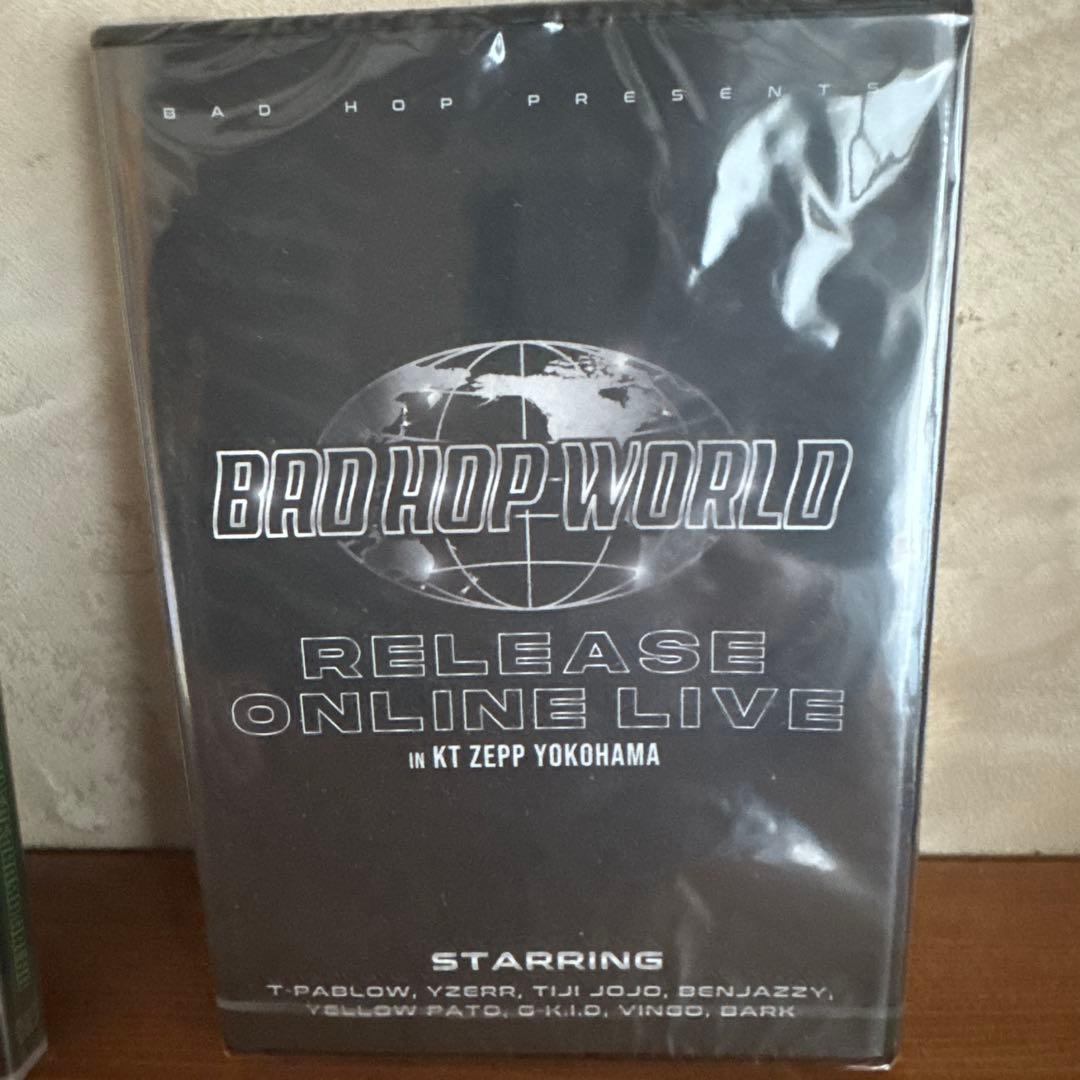 BAD HOP PRESENTS
BAD HOP WORLD
RELEASE
ONLINE LIVE
IN KT ZEPP YOKOHAMA
STARRING
T-PABLOW, YZERR, TIJI JOJO, BENJAZZY,
YELLOW PATO, G-K.I.D, VINGO, BARK